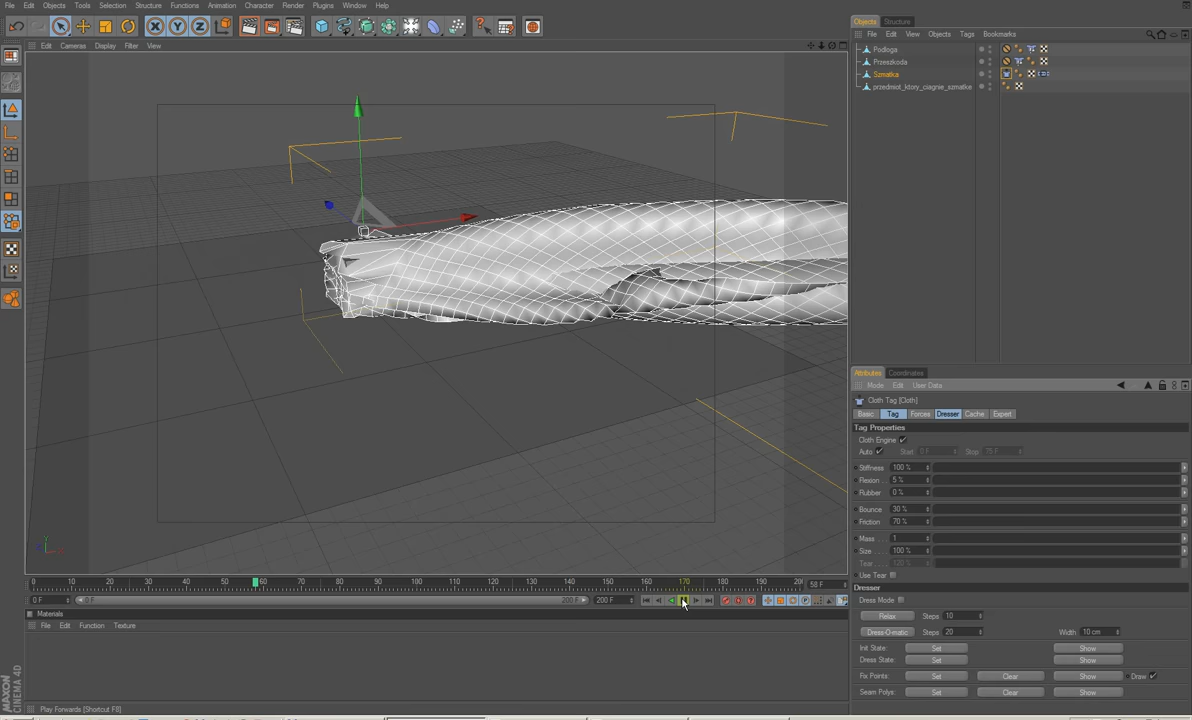 File Edit Objects Tools Selection Structure Functions Animation Character Render Plugins Window Help
Edit Cameras Display Filter View
Objects Structure
File Edit View Objects Tags Bookmarks
Podloga
Przeszkoda
Szmatka
przedmiot_ktory_ciagnie_szmatke
Attributes Coordinates
Mode Edit User Data
Cloth Tag [Cloth]
Basic Tag Forces Dresser Cache Expert
Tag Properties
Cloth Engine
Auto Start 0 F Stop 75 F
Stiffness 100 %
Flexion 5 %
Rubber 0 %
Bounce 30 %
Friction 70 %
Mass 1
Size 100 %
Tear 120 %
Use Tear
Dresser
Dress Mode
Relax Steps 10
Dress-O-matic Steps 20 Width 10 cm
Init State: Set Show
Dress State: Set Show
Fix Points: Set Clear Show Draw
Seam Polys: Set Clear Show
Y
0 10 20 30 40 50 60 70 80 90 100 110 120 130 140 150 160 170 180 190 20 58 F
0 F 0 F 200 F 200 F
Materials
File Edit Function Texture
MAXON CINEMA 4D
Play Forwards [Shortcut F8]